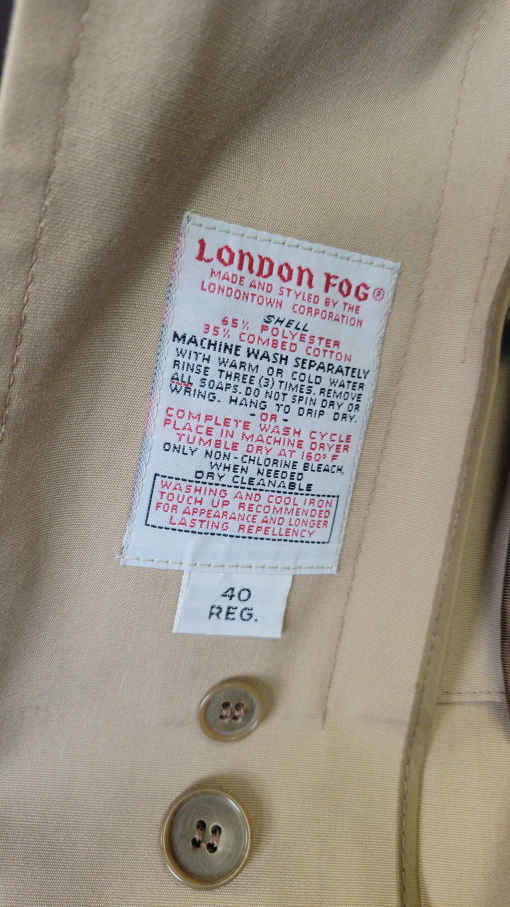 LONDON FOG®
MADE AND STYLED BY THE
LONDONTOWN CORPORATION
SHELL
65% POLYESTER
35% COMBED COTTON
MACHINE WASH SEPARATELY
WITH WARM OR COLD WATER
RINSE THREE (3) TIMES. REMOVE
ALL SOAPS. DO NOT SPIN DRY OR
WRING. HANG TO DRIP DRY.
- OR -
COMPLETE WASH CYCLE
PLACE IN MACHINE DRYER
TUMBLE DRY AT 160° F
ONLY NON-CHLORINE BLEACH,
WHEN NEEDED
DRY CLEANABLE
WASHING AND COOL IRON
TOUCH UP RECOMMENDED
FOR APPEARANCE AND LONGER
LASTING REPELLENCY
40
REG.